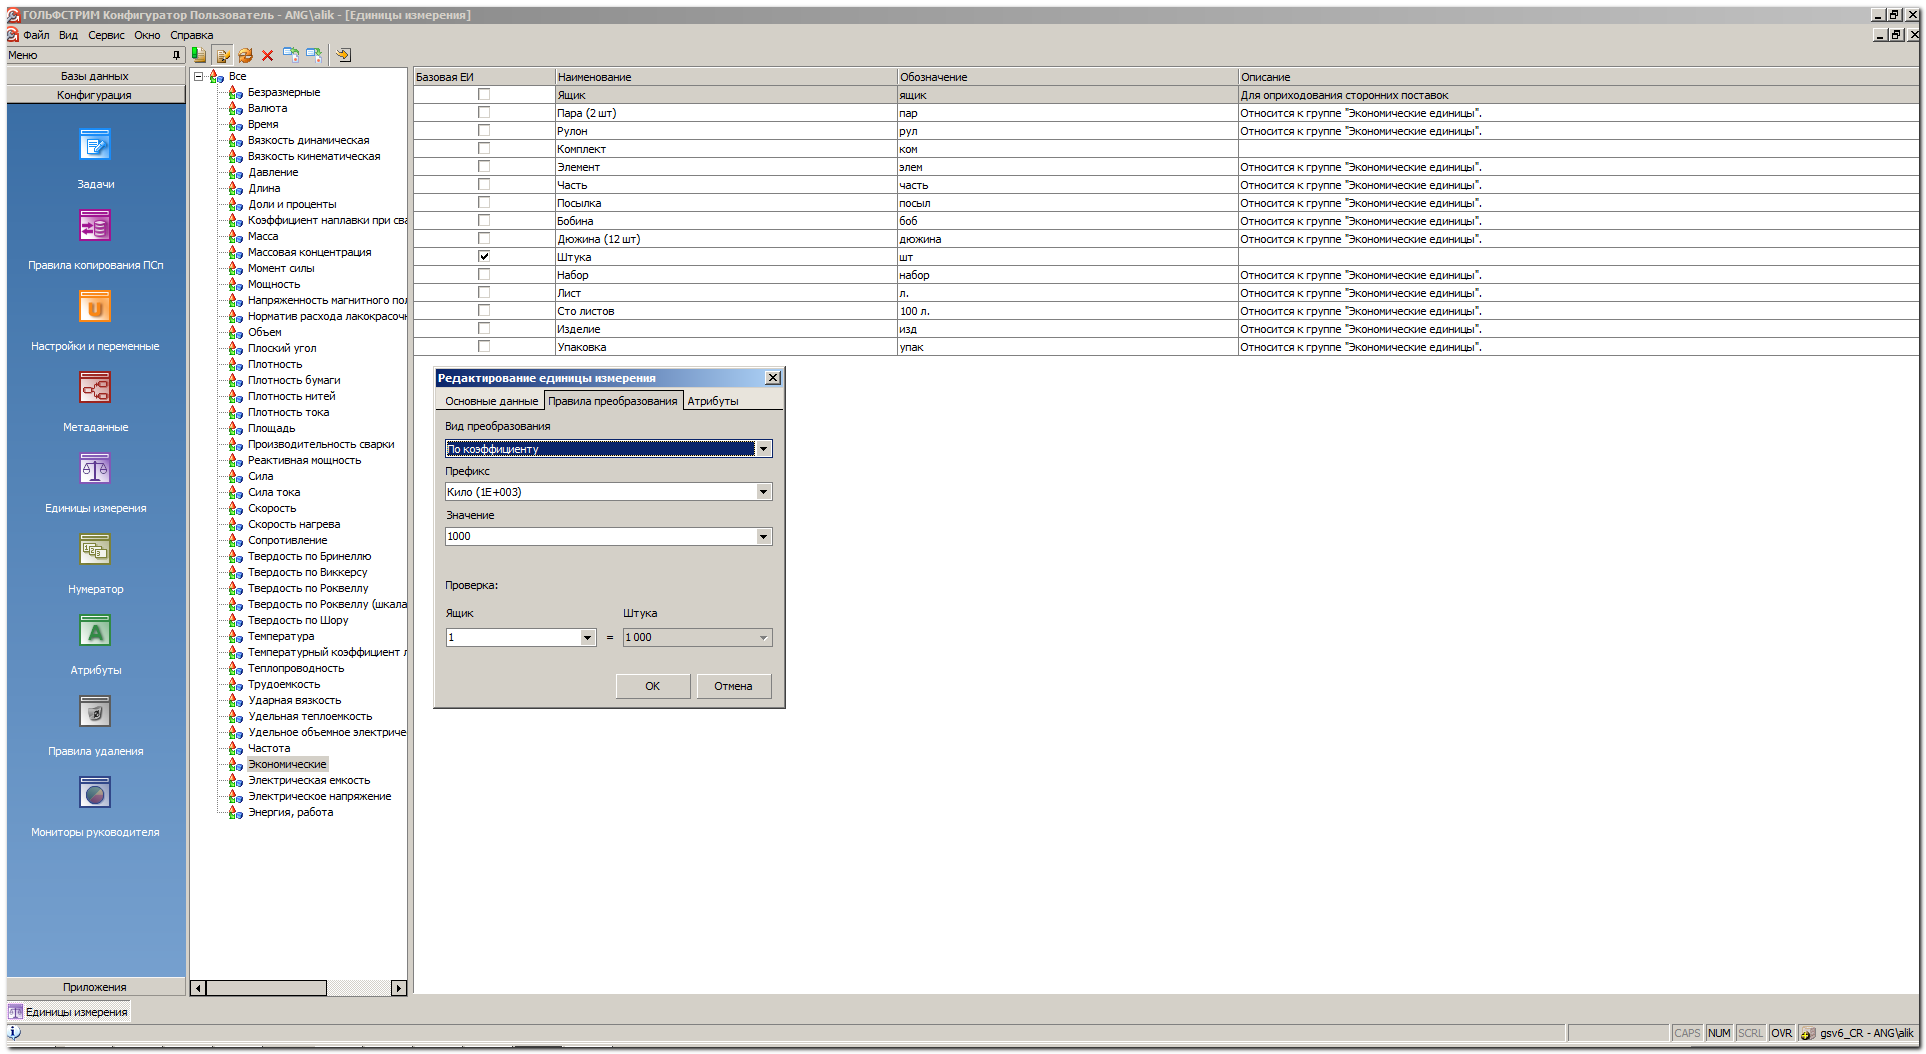 ГОЛЬФСТРИМ Конфигуратор Пользователь - ANG\alik - [Единицы измерения]
Файл Вид Сервис Окно Справка
Меню
Базы данных
Конфигурация
Задачи
Правила копирования ПСп
Настройки и переменные
Метаданные
Единицы измерения
Нумератор
Атрибуты
Правила удаления
Мониторы руководителя
Приложения
Все
Безразмерные
Валюта
Время
Вязкость динамическая
Вязкость кинематическая
Давление
Длина
Доли и проценты
Коэффициент наплавки при сва
Масса
Массовая концентрация
Момент силы
Мощность
Напряженность магнитного пол
Норматив расхода лакокрасочн
Объем
Плоский угол
Плотность
Плотность бумаги
Плотность нитей
Плотность тока
Площадь
Производительность сварки
Реактивная мощность
Сила
Сила тока
Скорость
Скорость нагрева
Сопротивление
Твердость по Бринеллю
Твердость по Виккерсу
Твердость по Роквеллу
Твердость по Роквеллу (шкала
Твердость по Шору
Температура
Температурный коэффициент л
Теплопроводность
Трудоемкость
Ударная вязкость
Удельная теплоемкость
Удельное объемное электриче
Частота
Экономические
Электрическая емкость
Электрическое напряжение
Энергия, работа
Базовая ЕИ Наименование Обозначение Описание
Ящик ящик Для оприходования сторонних поставок
Пара (2 шт) пар Относится к группе "Экономические единицы".
Рулон рул Относится к группе "Экономические единицы".
Комплект ком
Элемент элем Относится к группе "Экономические единицы".
Часть часть Относится к группе "Экономические единицы".
Посылка посыл Относится к группе "Экономические единицы".
Бобина боб Относится к группе "Экономические единицы".
Дюжина (12 шт) дюжина Относится к группе "Экономические единицы".
Штука шт
Набор набор Относится к группе "Экономические единицы".
Лист л. Относится к группе "Экономические единицы".
Сто листов 100 л. Относится к группе "Экономические единицы".
Изделие изд Относится к группе "Экономические единицы".
Упаковка упак Относится к группе "Экономические единицы".
Редактирование единицы измерения
Основные данные Правила преобразования Атрибуты
Вид преобразования
По коэффициенту
Префикс
Кило (1E+003)
Значение
1000
Проверка:
Ящик Штука
1 = 1 000
OK Отмена
Единицы измерения
CAPS NUM SCRL OVR gsv6_CR - ANG\alik